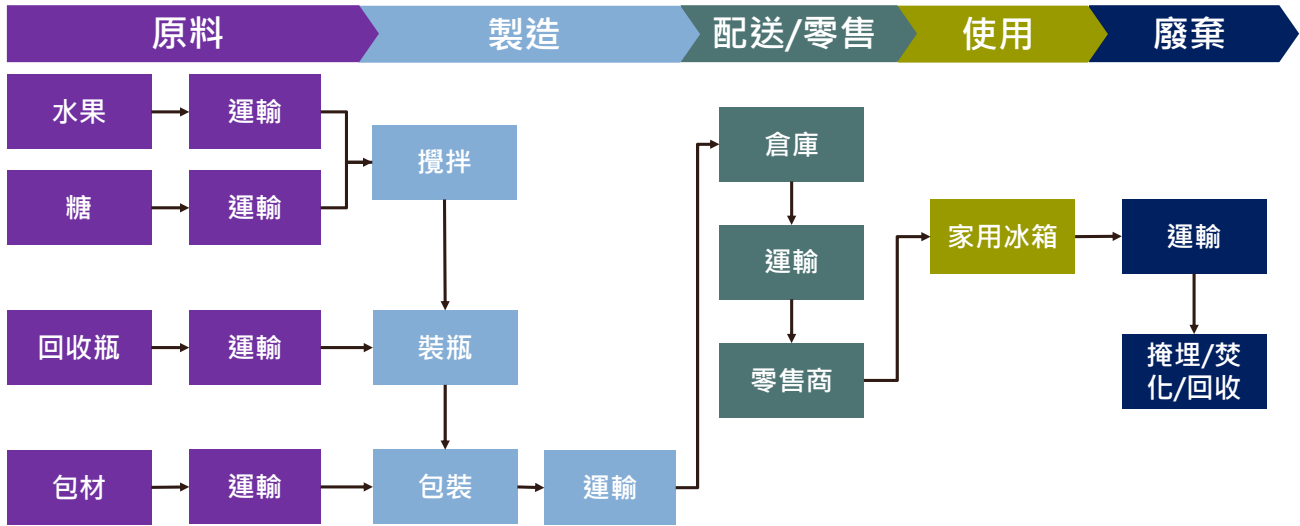 原料
製造
配送/零售
使用
廢棄
水果
運輸
糖
運輸
攪拌
回收瓶
運輸
裝瓶
包材
運輸
包裝
運輸
倉庫
運輸
零售商
家用冰箱
運輸
掩埋/焚
化/回收